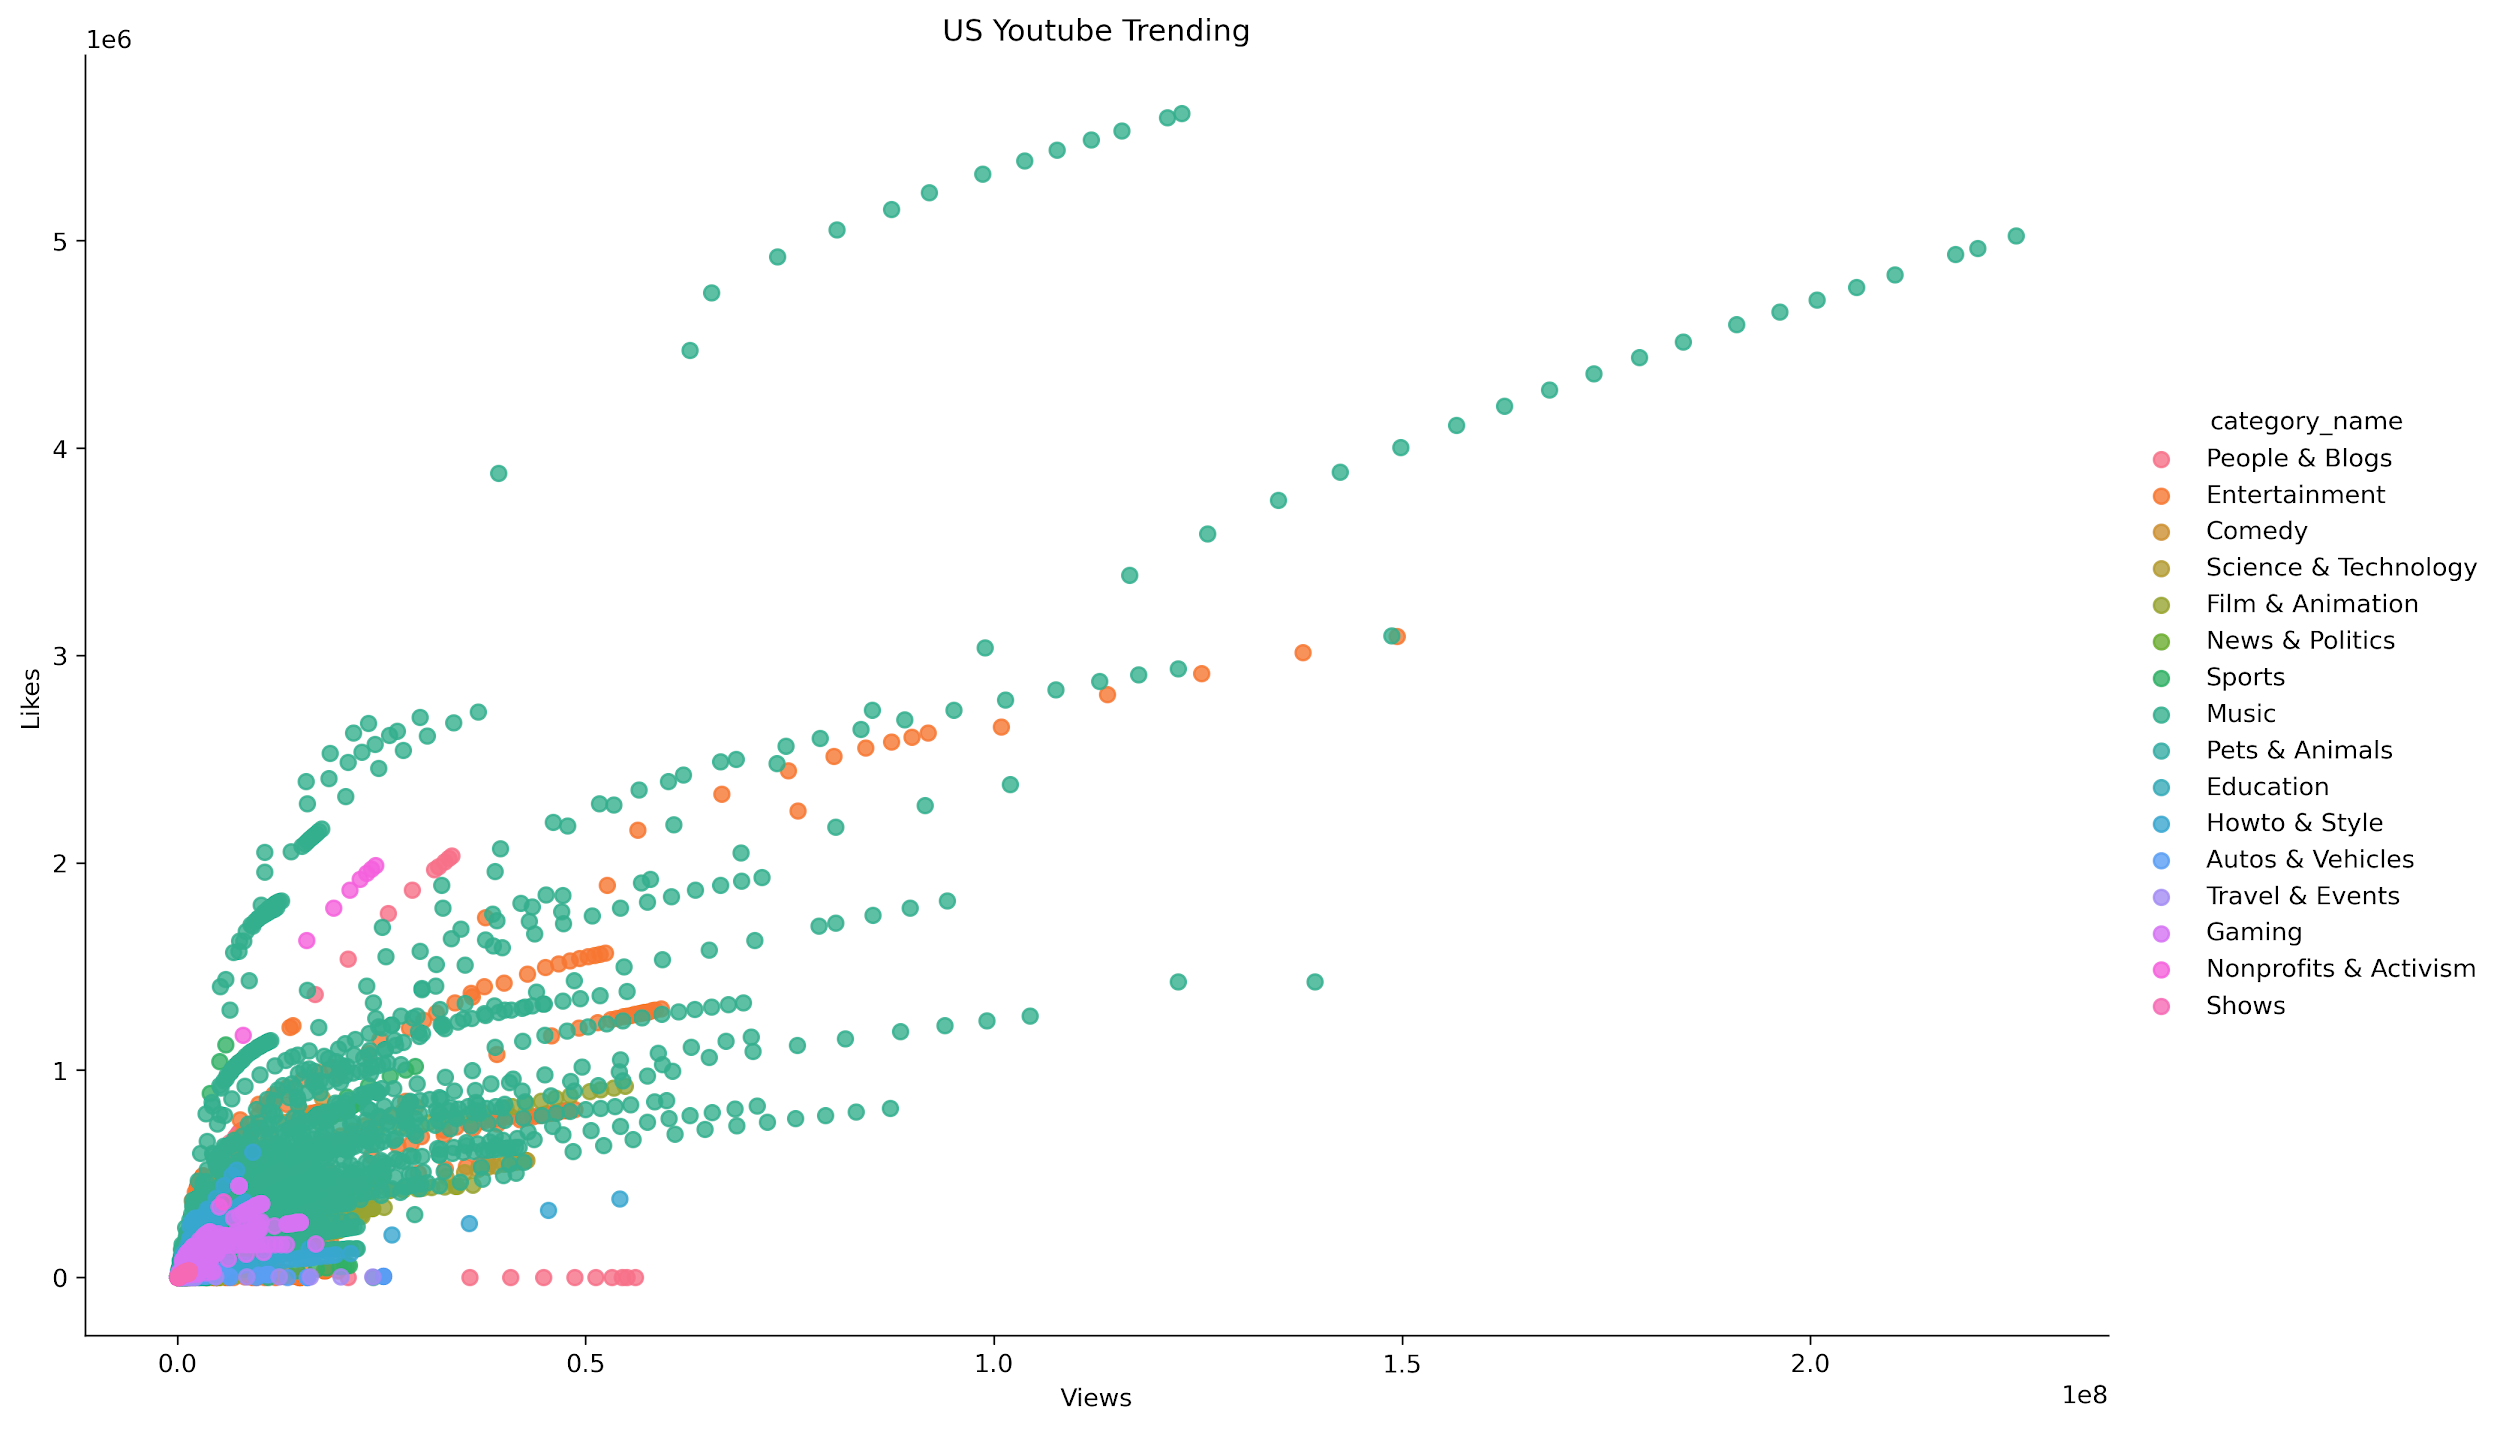 US Youtube Trending
1e6
5
4
3
2
1
0
Likes
0.0 0.5 1.0 1.5 2.0
1e8
Views
category_name
People & Blogs
Entertainment
Comedy
Science & Technology
Film & Animation
News & Politics
Sports
Music
Pets & Animals
Education
Howto & Style
Autos & Vehicles
Travel & Events
Gaming
Nonprofits & Activism
Shows